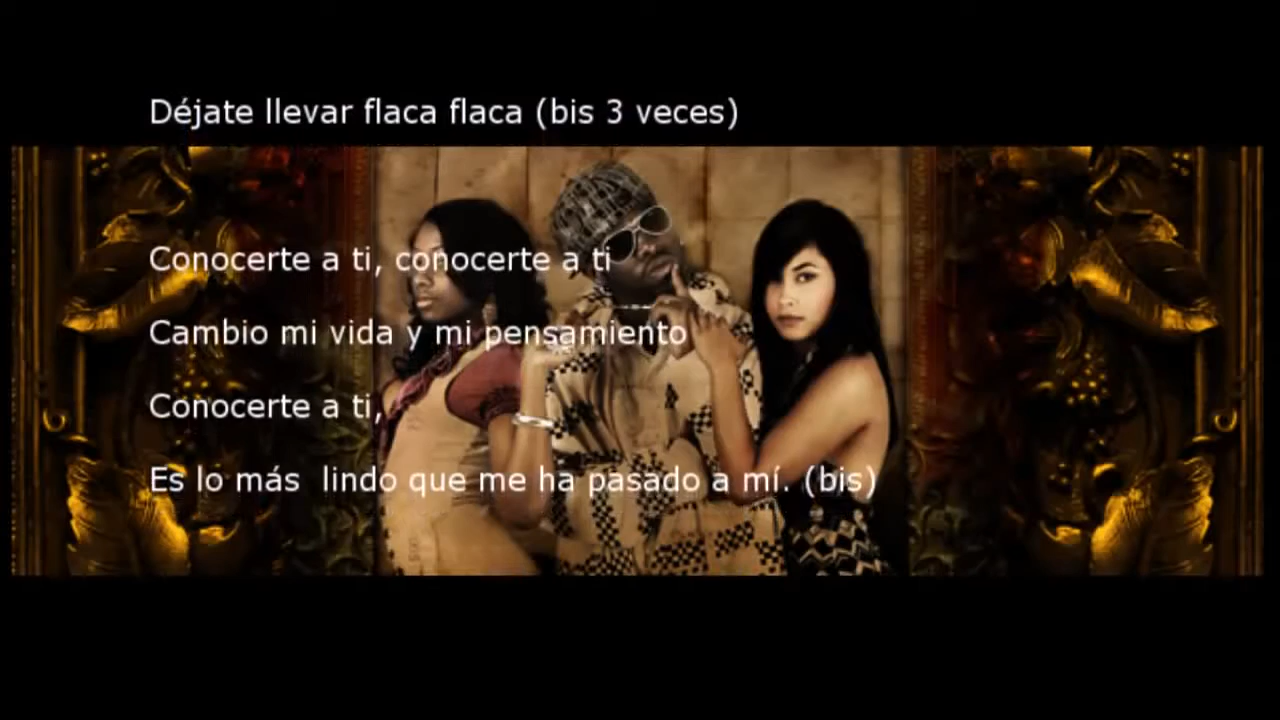 Déjate llevar flaca flaca (bis 3 veces)
Conocerte a ti, conocerte a ti
Cambio mi vida y mi pensamiento
Conocerte a ti,
Es lo más  lindo que me ha pasado a mí. (bis)